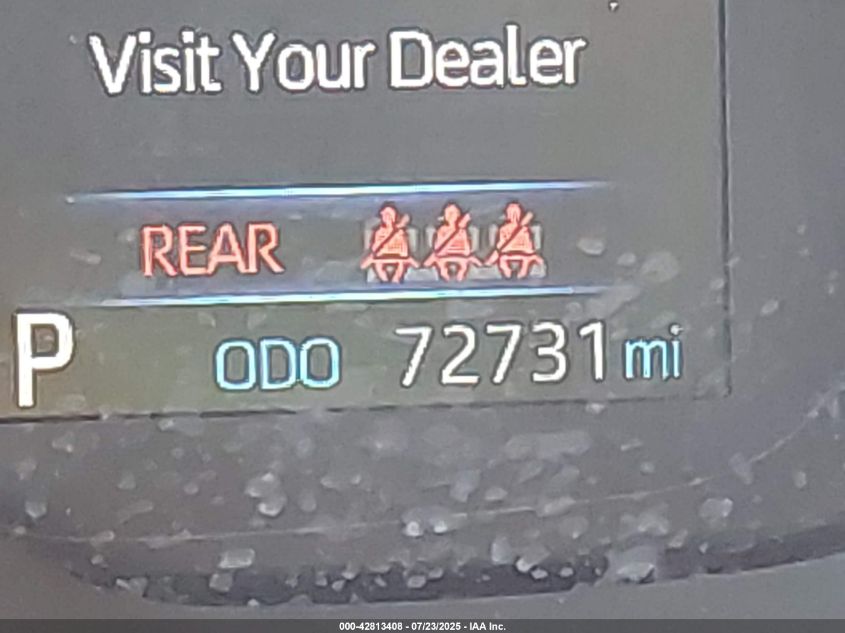 Visit Your Dealer
REAR
P ODO 72731 mi
000-42813408 - 07/23/2025 - IAA Inc.